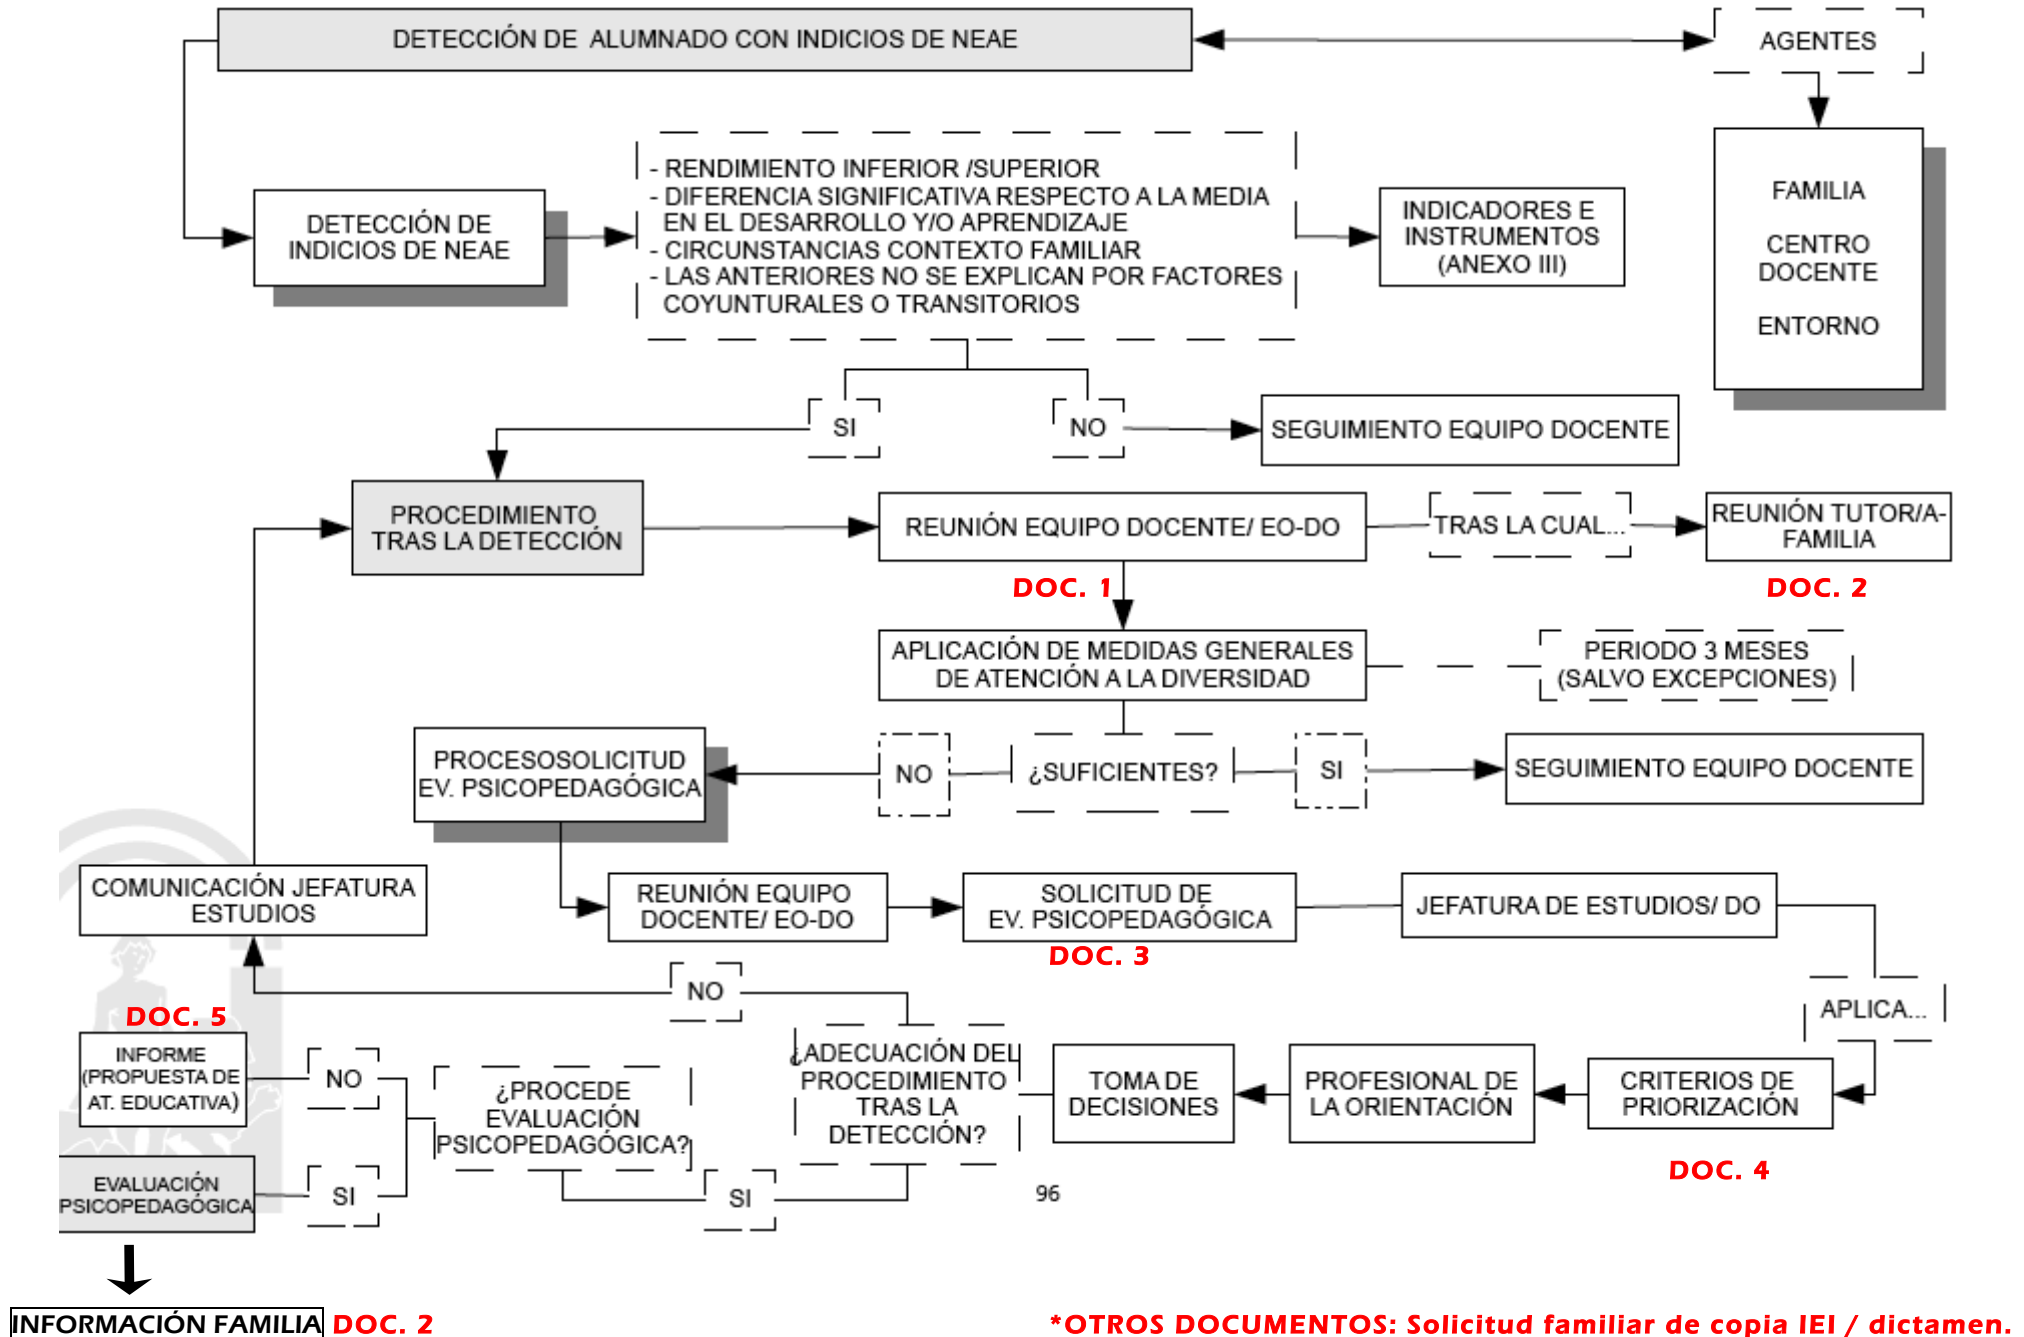 DETECCIÓN DE ALUMNADO CON INDICIOS DE NEAE
AGENTES
- RENDIMIENTO INFERIOR /SUPERIOR
- DIFERENCIA SIGNIFICATIVA RESPECTO A LA MEDIA
EN EL DESARROLLO Y/O APRENDIZAJE
- CIRCUNSTANCIAS CONTEXTO FAMILIAR
- LAS ANTERIORES NO SE EXPLICAN POR FACTORES
COYUNTURALES O TRANSITORIOS
DETECCIÓN DE
INDICIOS DE NEAE
INDICADORES E
INSTRUMENTOS
(ANEXO III)
FAMILIA
CENTRO
DOCENTE
ENTORNO
SI
NO
SEGUIMIENTO EQUIPO DOCENTE
PROCEDIMIENTO
TRAS LA DETECCIÓN
REUNIÓN EQUIPO DOCENTE/ EO-DO
TRAS LA CUAL...
REUNIÓN TUTOR/A-
FAMILIA
DOC. 1
DOC. 2
APLICACIÓN DE MEDIDAS GENERALES
DE ATENCIÓN A LA DIVERSIDAD
PERIODO 3 MESES
(SALVO EXCEPCIONES)
PROCESOSOLICITUD
EV. PSICOPEDAGÓGICA
NO
¿SUFICIENTES?
SI
SEGUIMIENTO EQUIPO DOCENTE
COMUNICACIÓN JEFATURA
ESTUDIOS
REUNIÓN EQUIPO
DOCENTE/ EO-DO
SOLICITUD DE
EV. PSICOPEDAGÓGICA
JEFATURA DE ESTUDIOS/ DO
DOC. 3
NO
APLICA...
DOC. 5
INFORME
(PROPUESTA DE
AT. EDUCATIVA)
NO
¿PROCEDE
EVALUACIÓN
PSICOPEDAGÓGICA?
¿ADECUACIÓN DEL
PROCEDIMIENTO
TRAS LA
DETECCIÓN?
TOMA DE
DECISIONES
PROFESIONAL DE
LA ORIENTACIÓN
CRITERIOS DE
PRIORIZACIÓN
DOC. 4
EVALUACIÓN
PSICOPEDAGÓGICA
SI
SI
96
INFORMACIÓN FAMILIA DOC. 2
*OTROS DOCUMENTOS: Solicitud familiar de copia IEI / dictamen.